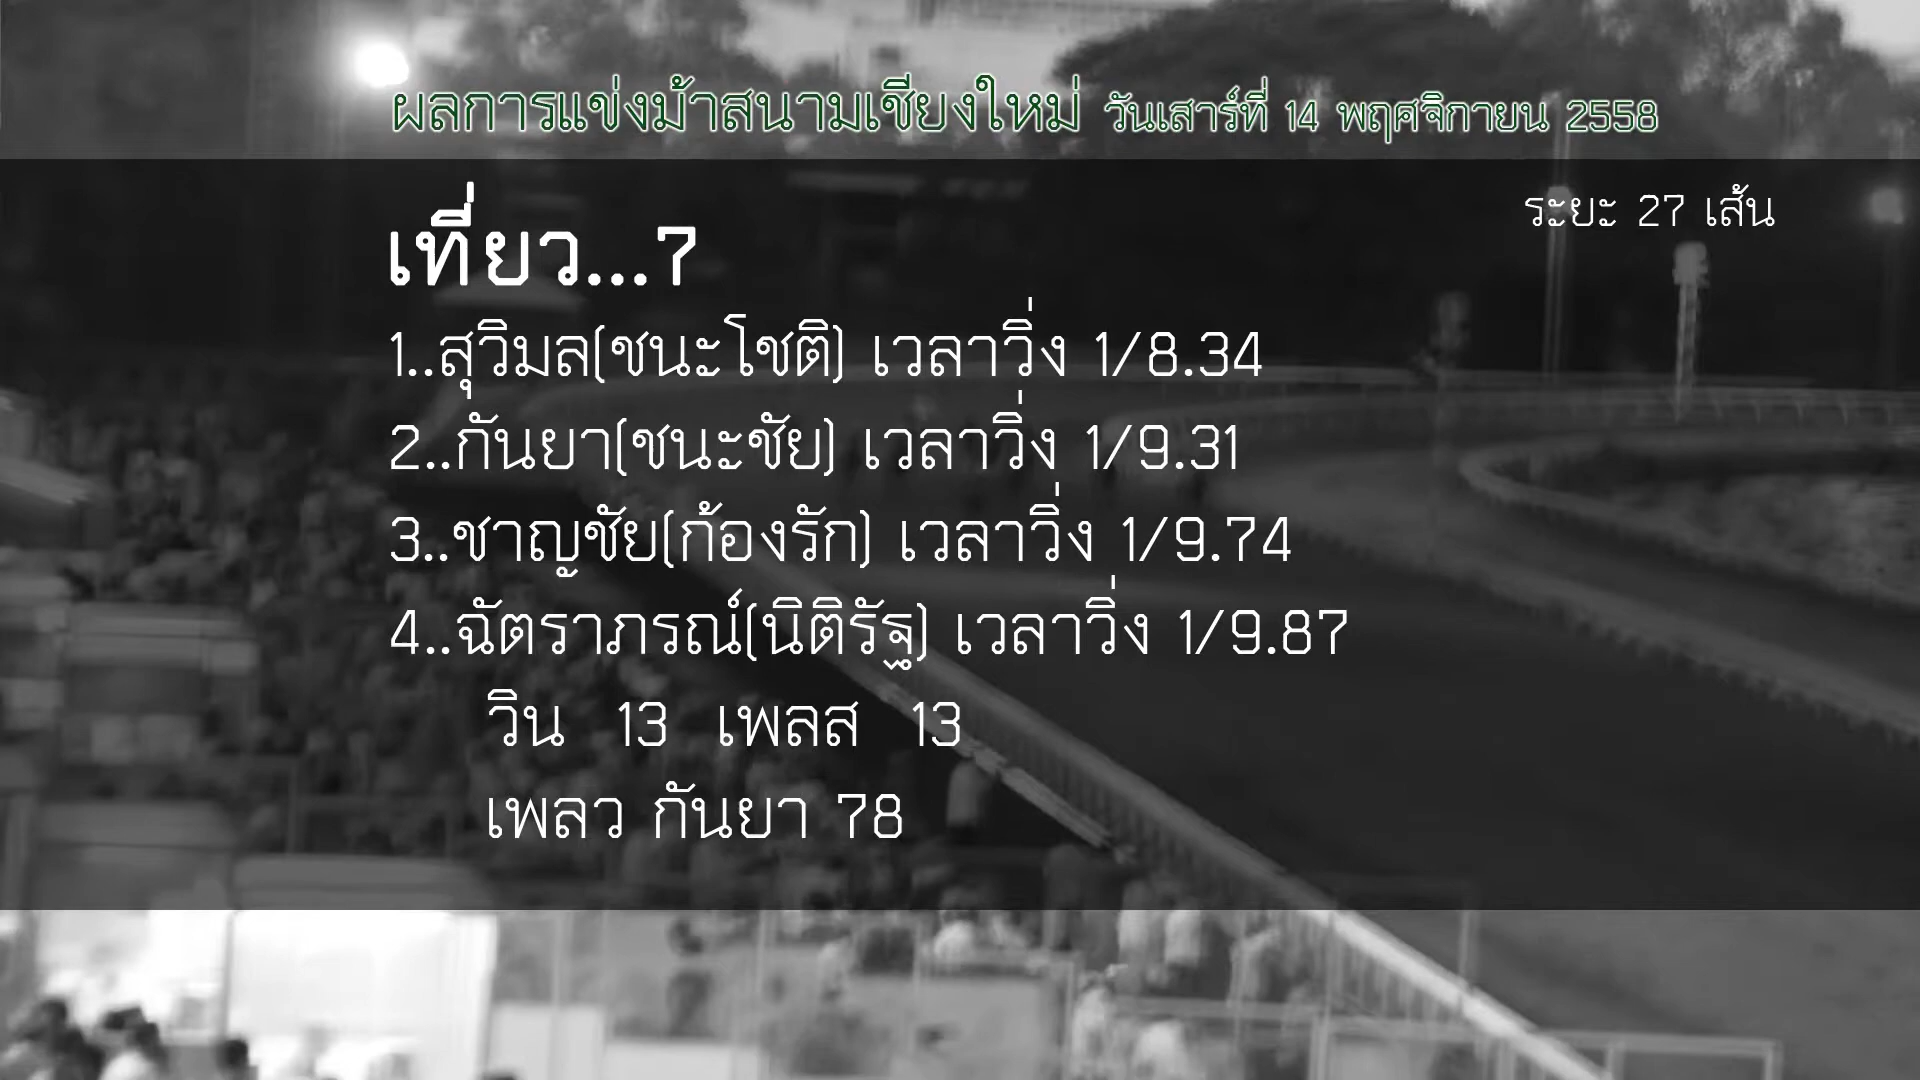 ผลการแข่งม้าสนามเชียงใหม่ วันเสาร์ที่ 14 พฤศจิกายน 2558
ระยะ 27 เส้น
เที่ยว...7
1..สุวิมล(ชนะโชติ) เวลาวิ่ง 1/8.34
2..กันยา(ชนะชัย) เวลาวิ่ง 1/9.31
3..ชาญชัย(ก้องรัก) เวลาวิ่ง 1/9.74
4..ฉัตราภรณ์(นิติรัฐ) เวลาวิ่ง 1/9.87
วิน 13 เพลส 13
เพลว กันยา 78